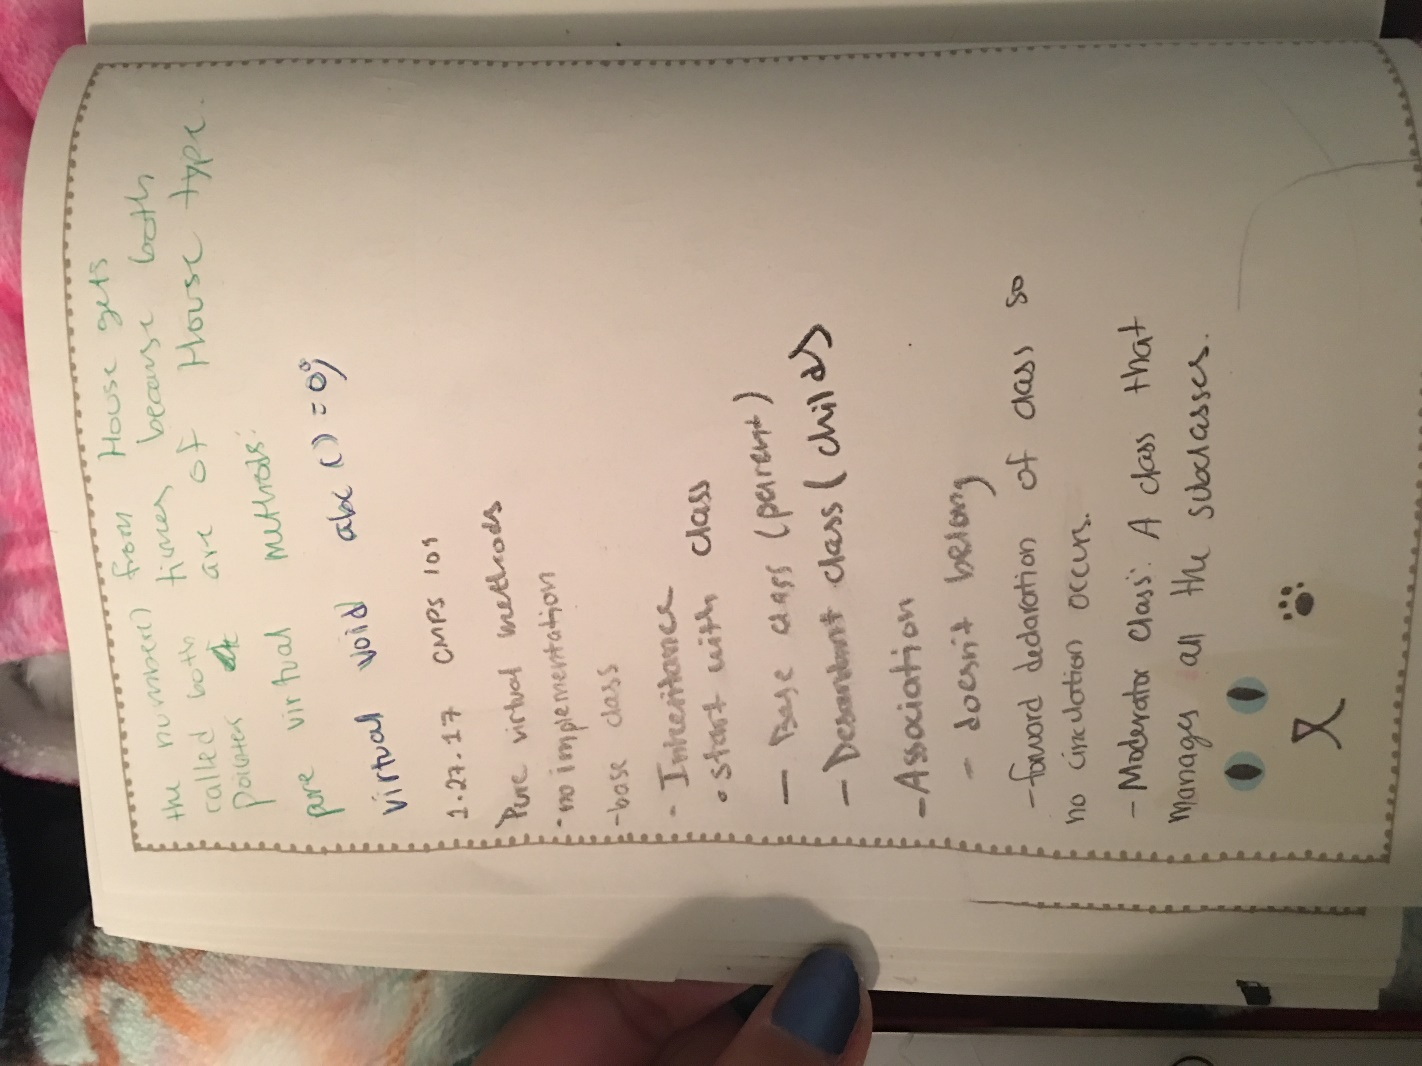 the number) from House gets
called both times because both
pointers are of House type.
pure virtual methods:
virtual void abc () = 0;
1.27.17 CMPS 109
Pure virtual methods
- no implementation
- base class
- Inheritance
• start with class
- Base class (parent)
- Desantant class (child)
- Association
- doesn't belong
- forward declaration of class so
no circulation occurs.
- Moderator class: A class that
manages all the subclasses.